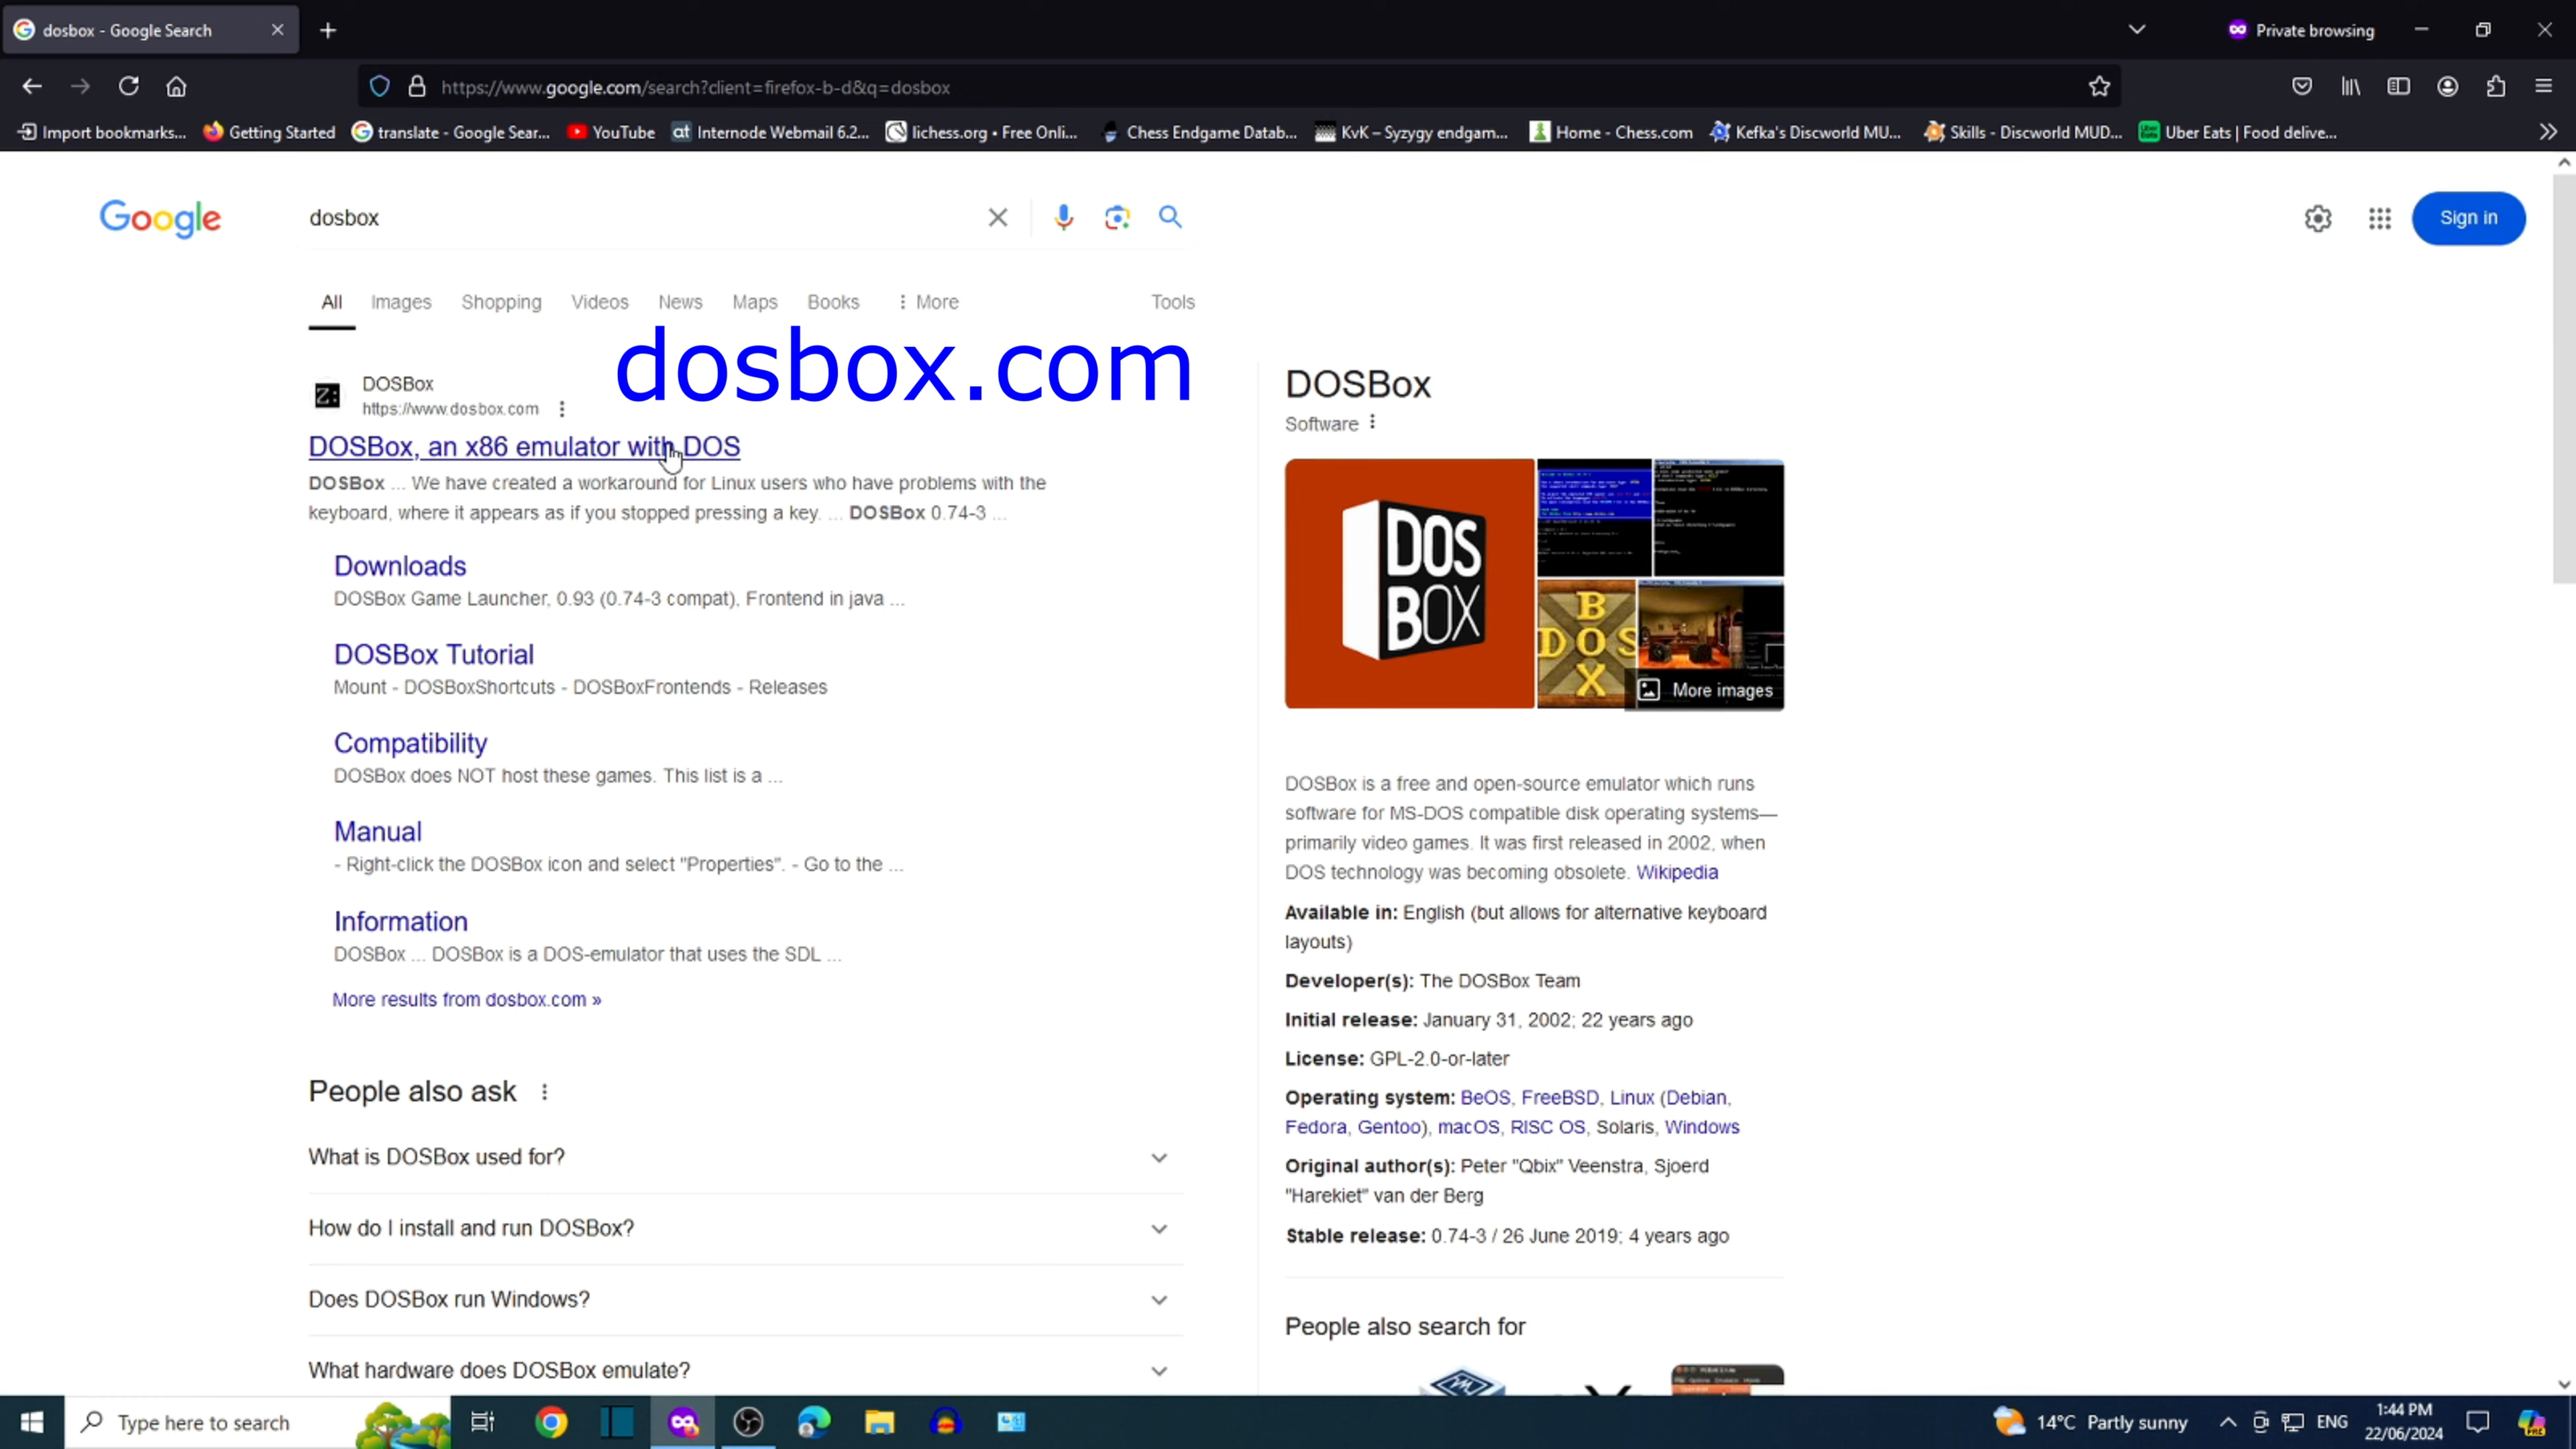 dosbox - Google Search
Private browsing
https://www.google.com/search?client=firefox-b-d&q=dosbox
Import bookmarks... Getting Started translate - Google Sear... YouTube Internode Webmail 6.2... lichess.org • Free Onli... Chess Endgame Datab... KvK – Syzygy endgam... Home - Chess.com Kefka's Discworld MU... Skills - Discworld MUD... Uber Eats | Food delive...
Google
dosbox
Sign in
All Images Shopping Videos News Maps Books More Tools
dosbox.com
DOSBox
https://www.dosbox.com
DOSBox, an x86 emulator with DOS
DOSBox ... We have created a workaround for Linux users who have problems with the
keyboard, where it appears as if you stopped pressing a key. ... DOSBox 0.74-3 ...
Downloads
DOSBox Game Launcher, 0.93 (0.74-3 compat), Frontend in java ...
DOSBox Tutorial
Mount - DOSBoxShortcuts - DOSBoxFrontends - Releases
Compatibility
DOSBox does NOT host these games. This list is a ...
Manual
- Right-click the DOSBox icon and select "Properties". - Go to the ...
Information
DOSBox ... DOSBox is a DOS-emulator that uses the SDL ...
More results from dosbox.com »
People also ask
What is DOSBox used for?
How do I install and run DOSBox?
Does DOSBox run Windows?
What hardware does DOSBox emulate?
DOSBox
Software
DOS
BOX
B
DOS
X
More images
DOSBox is a free and open-source emulator which runs
software for MS-DOS compatible disk operating systems—
primarily video games. It was first released in 2002, when
DOS technology was becoming obsolete. Wikipedia
Available in: English (but allows for alternative keyboard
layouts)
Developer(s): The DOSBox Team
Initial release: January 31, 2002; 22 years ago
License: GPL-2.0-or-later
Operating system: BeOS, FreeBSD, Linux (Debian,
Fedora, Gentoo), macOS, RISC OS, Solaris, Windows
Original author(s): Peter "Qbix" Veenstra, Sjoerd
"Harekiet" van der Berg
Stable release: 0.74-3 / 26 June 2019; 4 years ago
People also search for
Type here to search
14°C Partly sunny
ENG
1:44 PM
22/06/2024